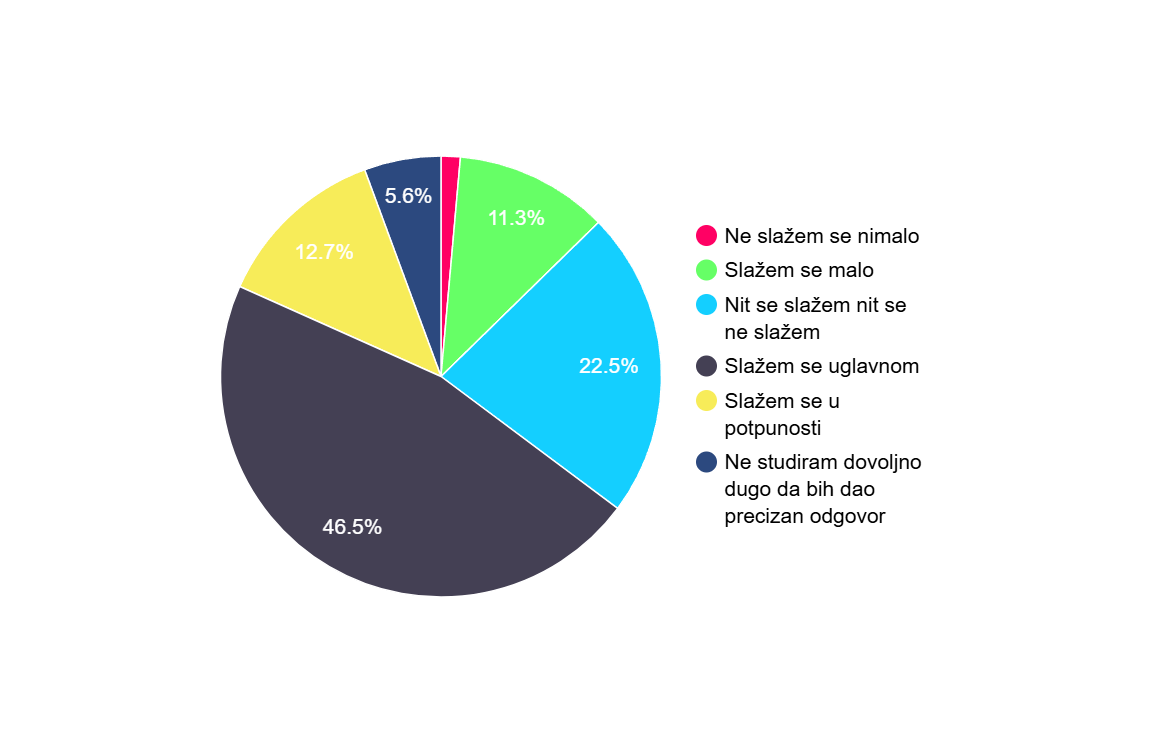 5.6%
11.3%
12.7%
22.5%
46.5%
Ne slažem se nimalo
Slažem se malo
Nit se slažem nit se
ne slažem
Slažem se uglavnom
Slažem se u
potpunosti
Ne studiram dovoljno
dugo da bih dao
precizan odgovor